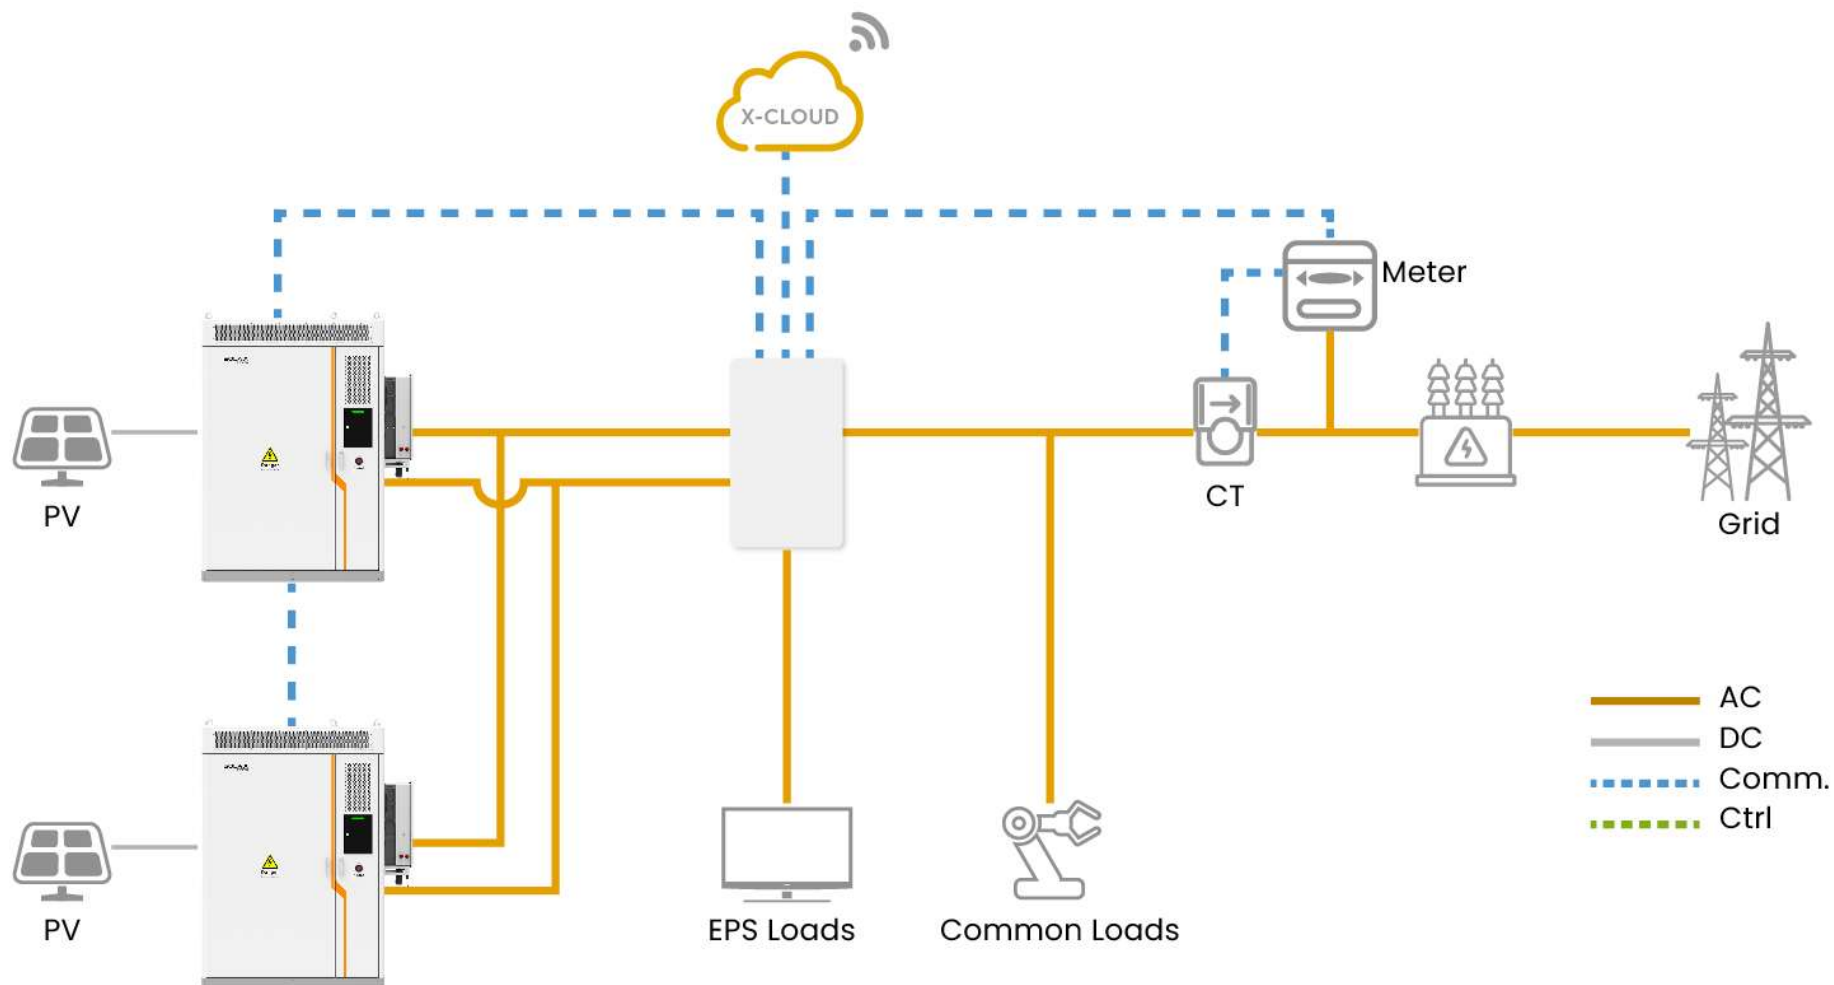 X-CLOUD
Meter
PV
CT
Grid
AC
DC
Comm.
Ctrl
PV
EPS Loads
Common Loads